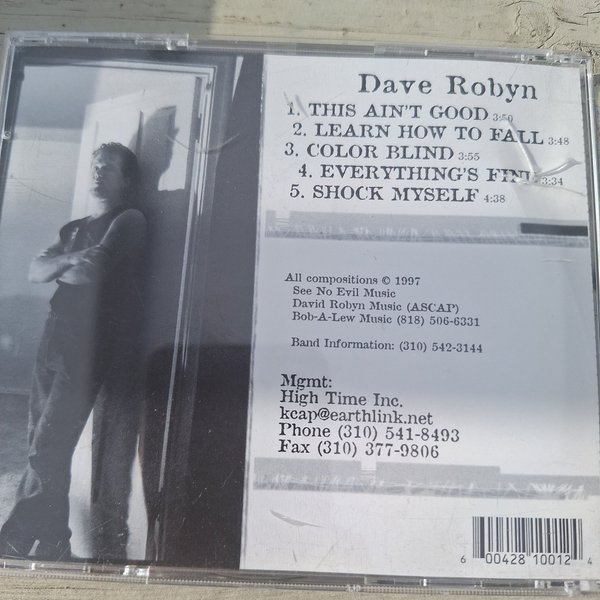 Dave Robyn
1. THIS AIN'T GOOD 3:50
2. LEARN HOW TO FALL 3:48
3. COLOR BLIND 3:55
4. EVERYTHING'S 3:34
5. SHOCK MYSELF 4:38
All compositions © 1997
See No Evil Music
David Robyn Music (ASCAP)
Bob-A-Lew Music (818) 506-6331
Band Information: (310) 542-3144
Mgmt:
High Time Inc.
kcap@earthlink.net
Phone (310) 541-8493
Fax (310) 377-9806
6 00428 10012 4